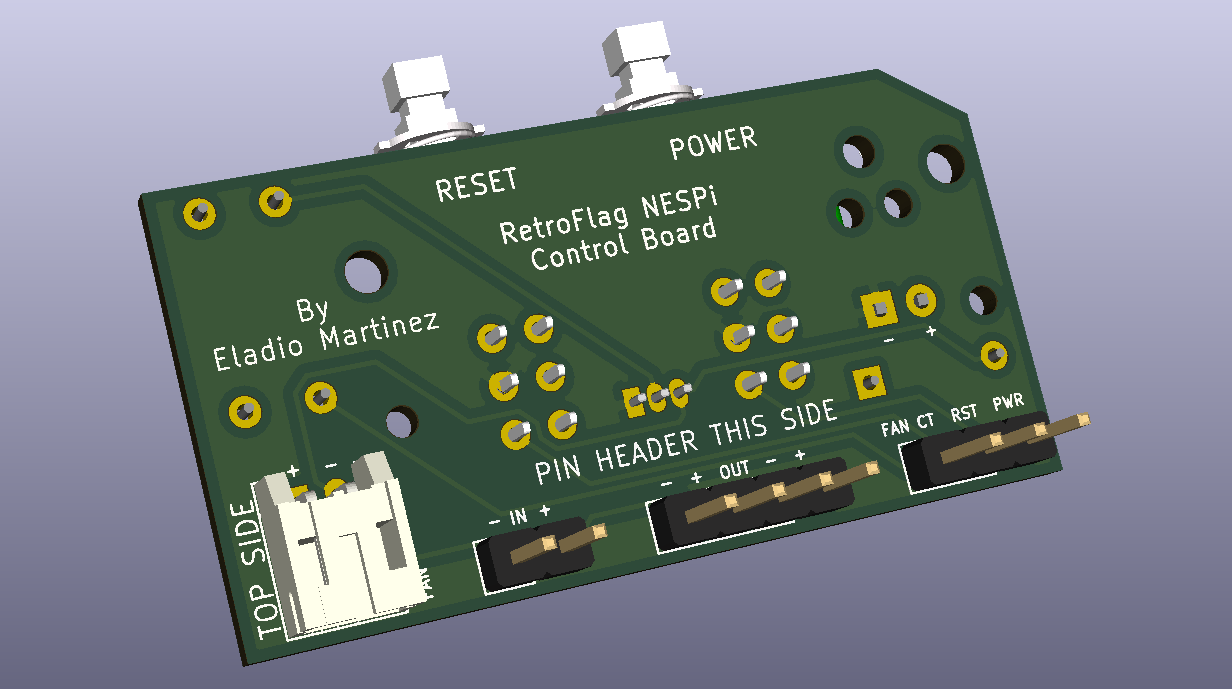 POWER
RESET
RetroFlag NESPi
Control Board
By
Eladio Martinez
- +
PIN HEADER THIS SIDE
FAN CT RST PWR
- + OUT - +
- IN +
+ -
TOP SIDE
FAN